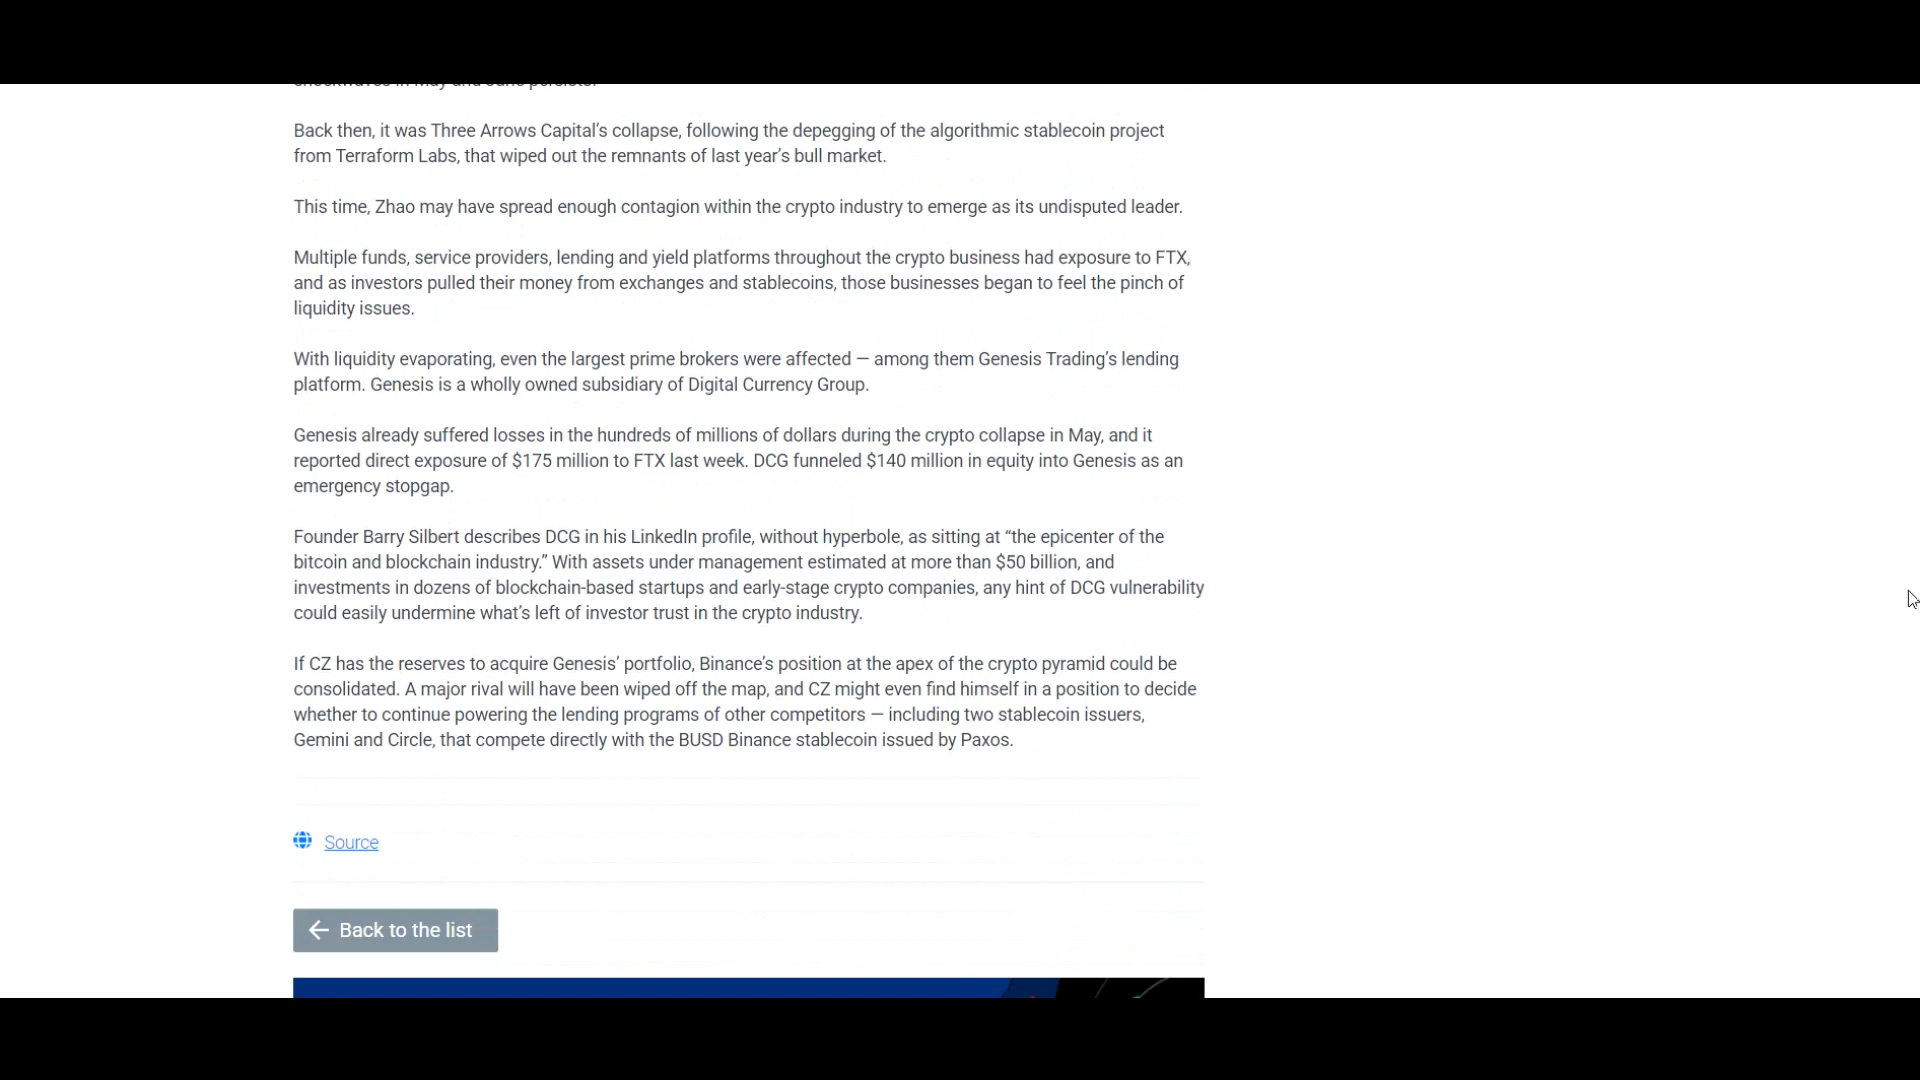 Back then, it was Three Arrows Capital’s collapse, following the depegging of the algorithmic stablecoin project
from Terraform Labs, that wiped out the remnants of last year’s bull market.
This time, Zhao may have spread enough contagion within the crypto industry to emerge as its undisputed leader.
Multiple funds, service providers, lending and yield platforms throughout the crypto business had exposure to FTX,
and as investors pulled their money from exchanges and stablecoins, those businesses began to feel the pinch of
liquidity issues.
With liquidity evaporating, even the largest prime brokers were affected — among them Genesis Trading’s lending
platform. Genesis is a wholly owned subsidiary of Digital Currency Group.
Genesis already suffered losses in the hundreds of millions of dollars during the crypto collapse in May, and it
reported direct exposure of $175 million to FTX last week. DCG funneled $140 million in equity into Genesis as an
emergency stopgap.
Founder Barry Silbert describes DCG in his LinkedIn profile, without hyperbole, as sitting at “the epicenter of the
bitcoin and blockchain industry.” With assets under management estimated at more than $50 billion, and
investments in dozens of blockchain-based startups and early-stage crypto companies, any hint of DCG vulnerability
could easily undermine what’s left of investor trust in the crypto industry.
If CZ has the reserves to acquire Genesis’ portfolio, Binance’s position at the apex of the crypto pyramid could be
consolidated. A major rival will have been wiped off the map, and CZ might even find himself in a position to decide
whether to continue powering the lending programs of other competitors — including two stablecoin issuers,
Gemini and Circle, that compete directly with the BUSD Binance stablecoin issued by Paxos.
Source
Back to the list